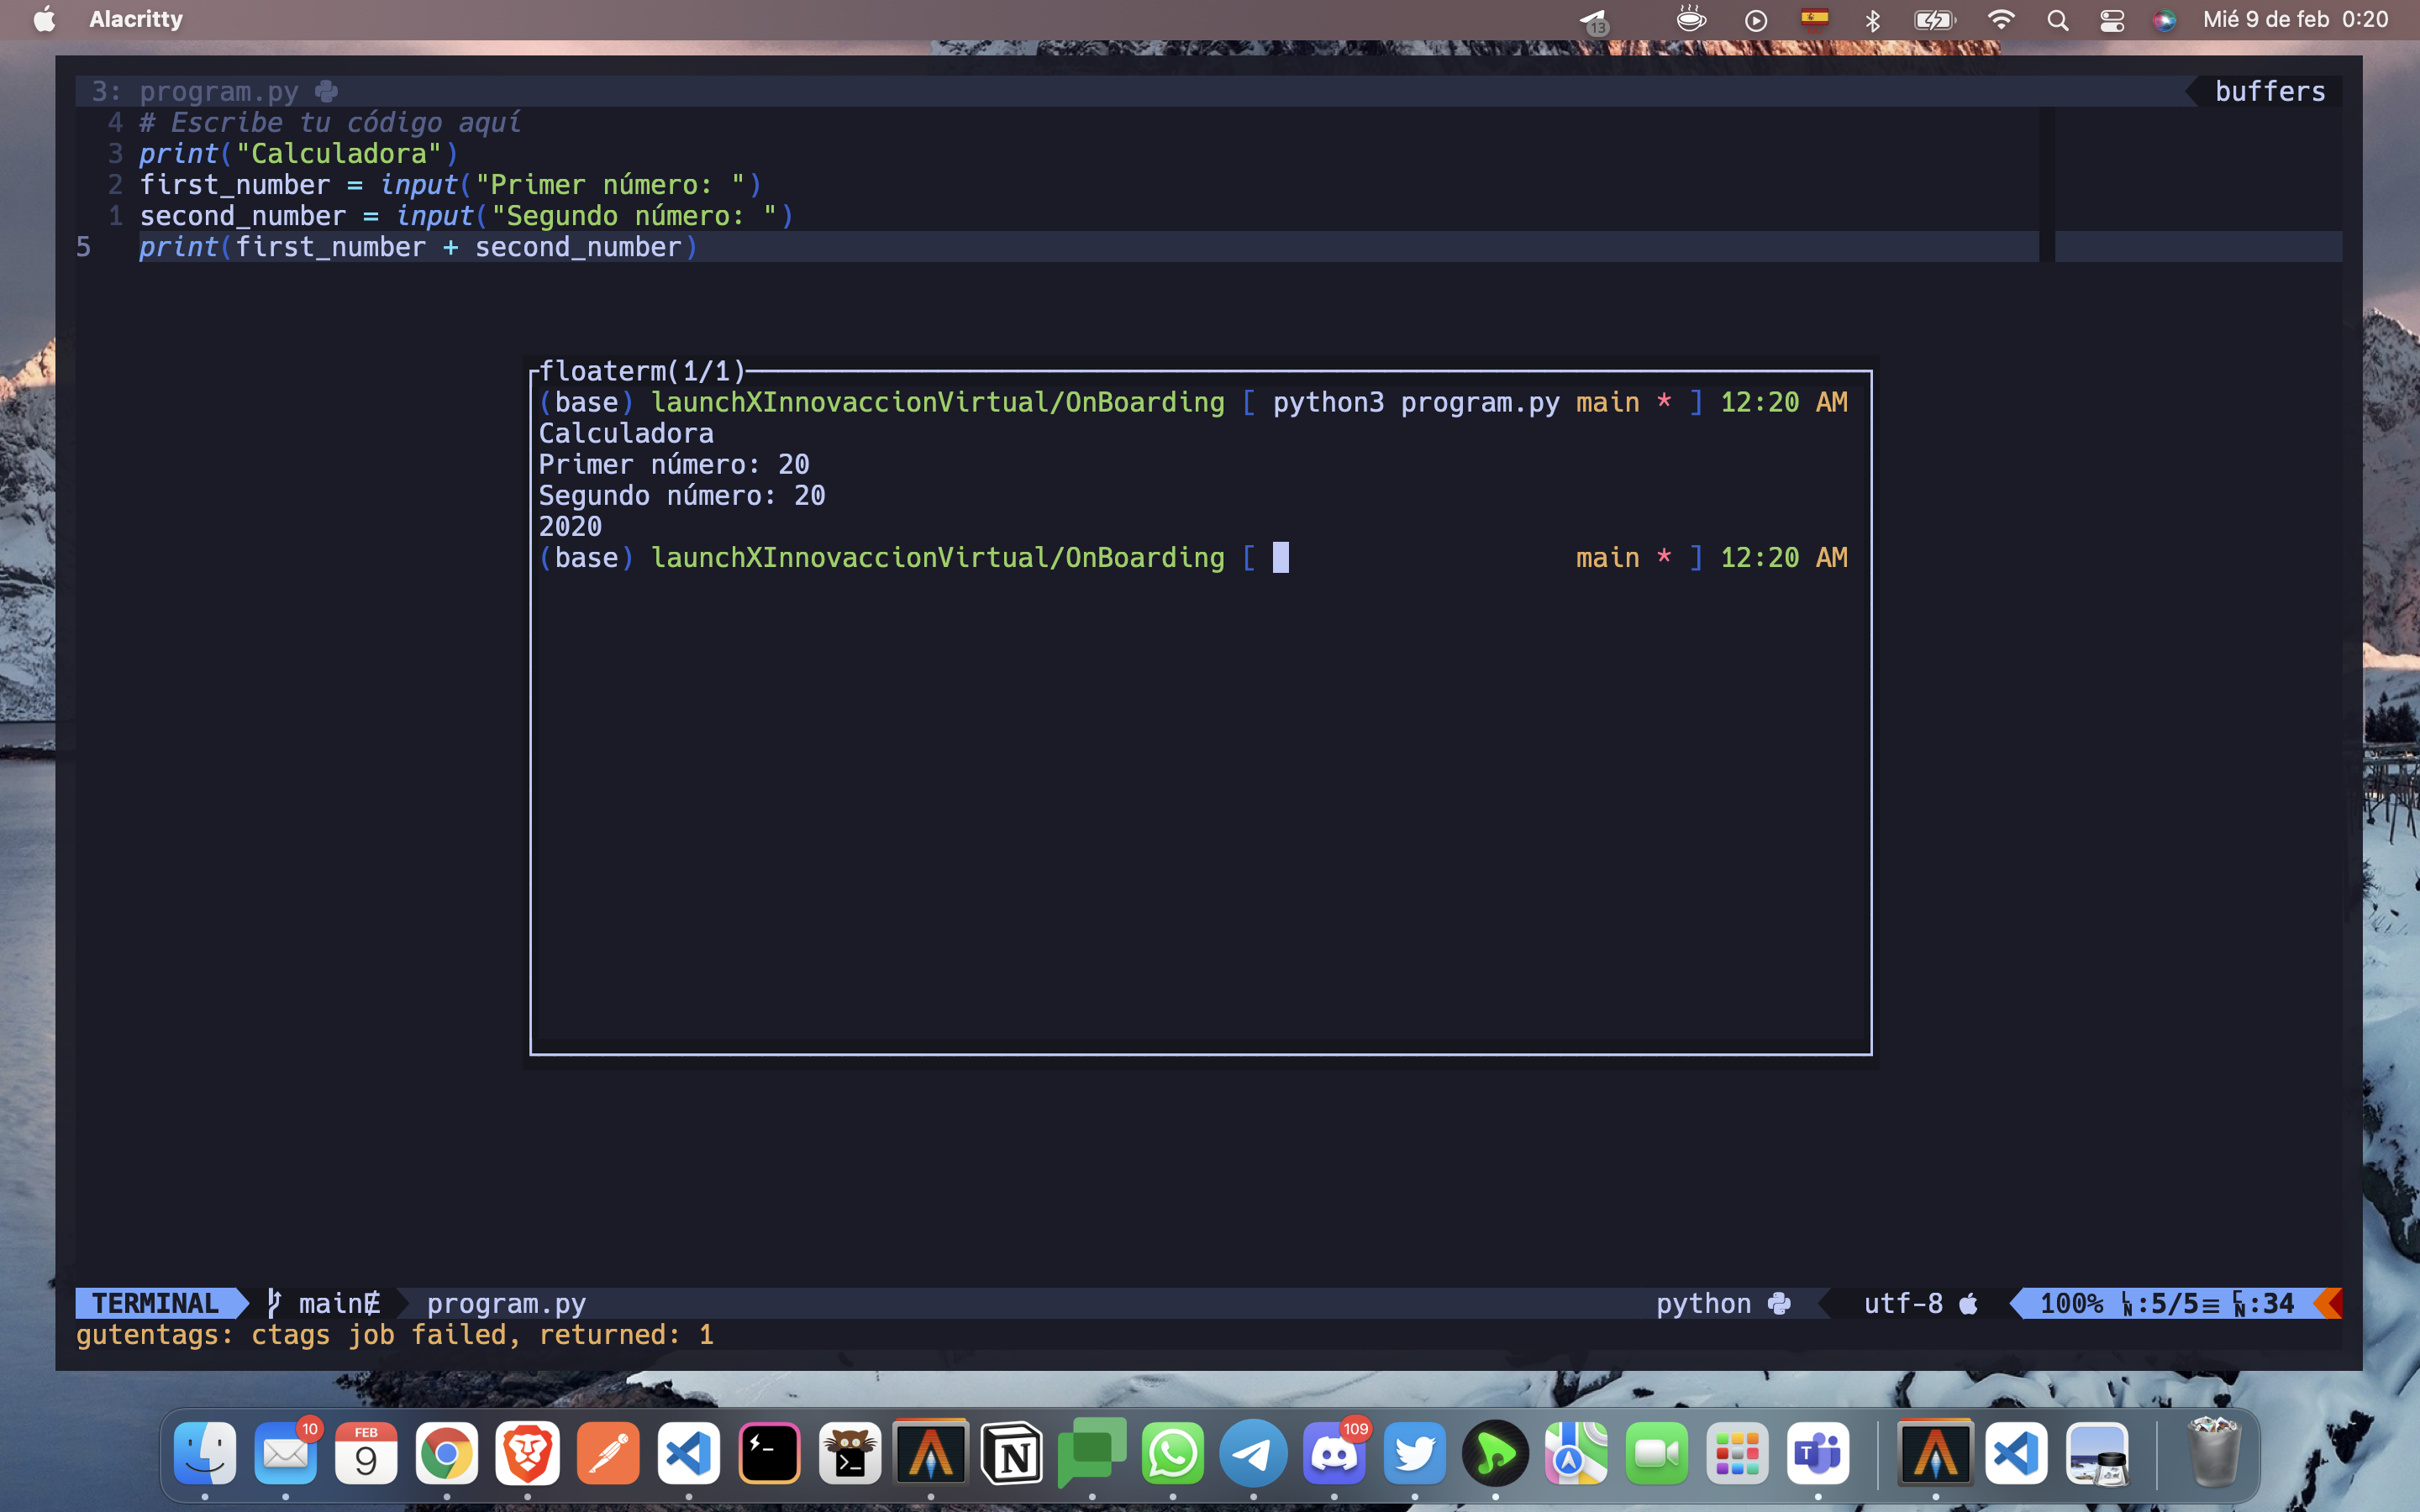 Alacritty
13
Mié 9 de feb 0:20
3: program.py
buffers
4 # Escribe tu código aquí
3 print("Calculadora")
2 first_number = input("Primer número: ")
1 second_number = input("Segundo número: ")
5 print(first_number + second_number)
floaterm(1/1)
(base) launchXInnovaccionVirtual/OnBoarding [ python3 program.py main * ] 12:20 AM
Calculadora
Primer número: 20
Segundo número: 20
2020
(base) launchXInnovaccionVirtual/OnBoarding [ main * ] 12:20 AM
TERMINAL main program.py
python utf-8 100% LN:5/5≡ CN:34
gutentags: ctags job failed, returned: 1
10
FEB
9
109